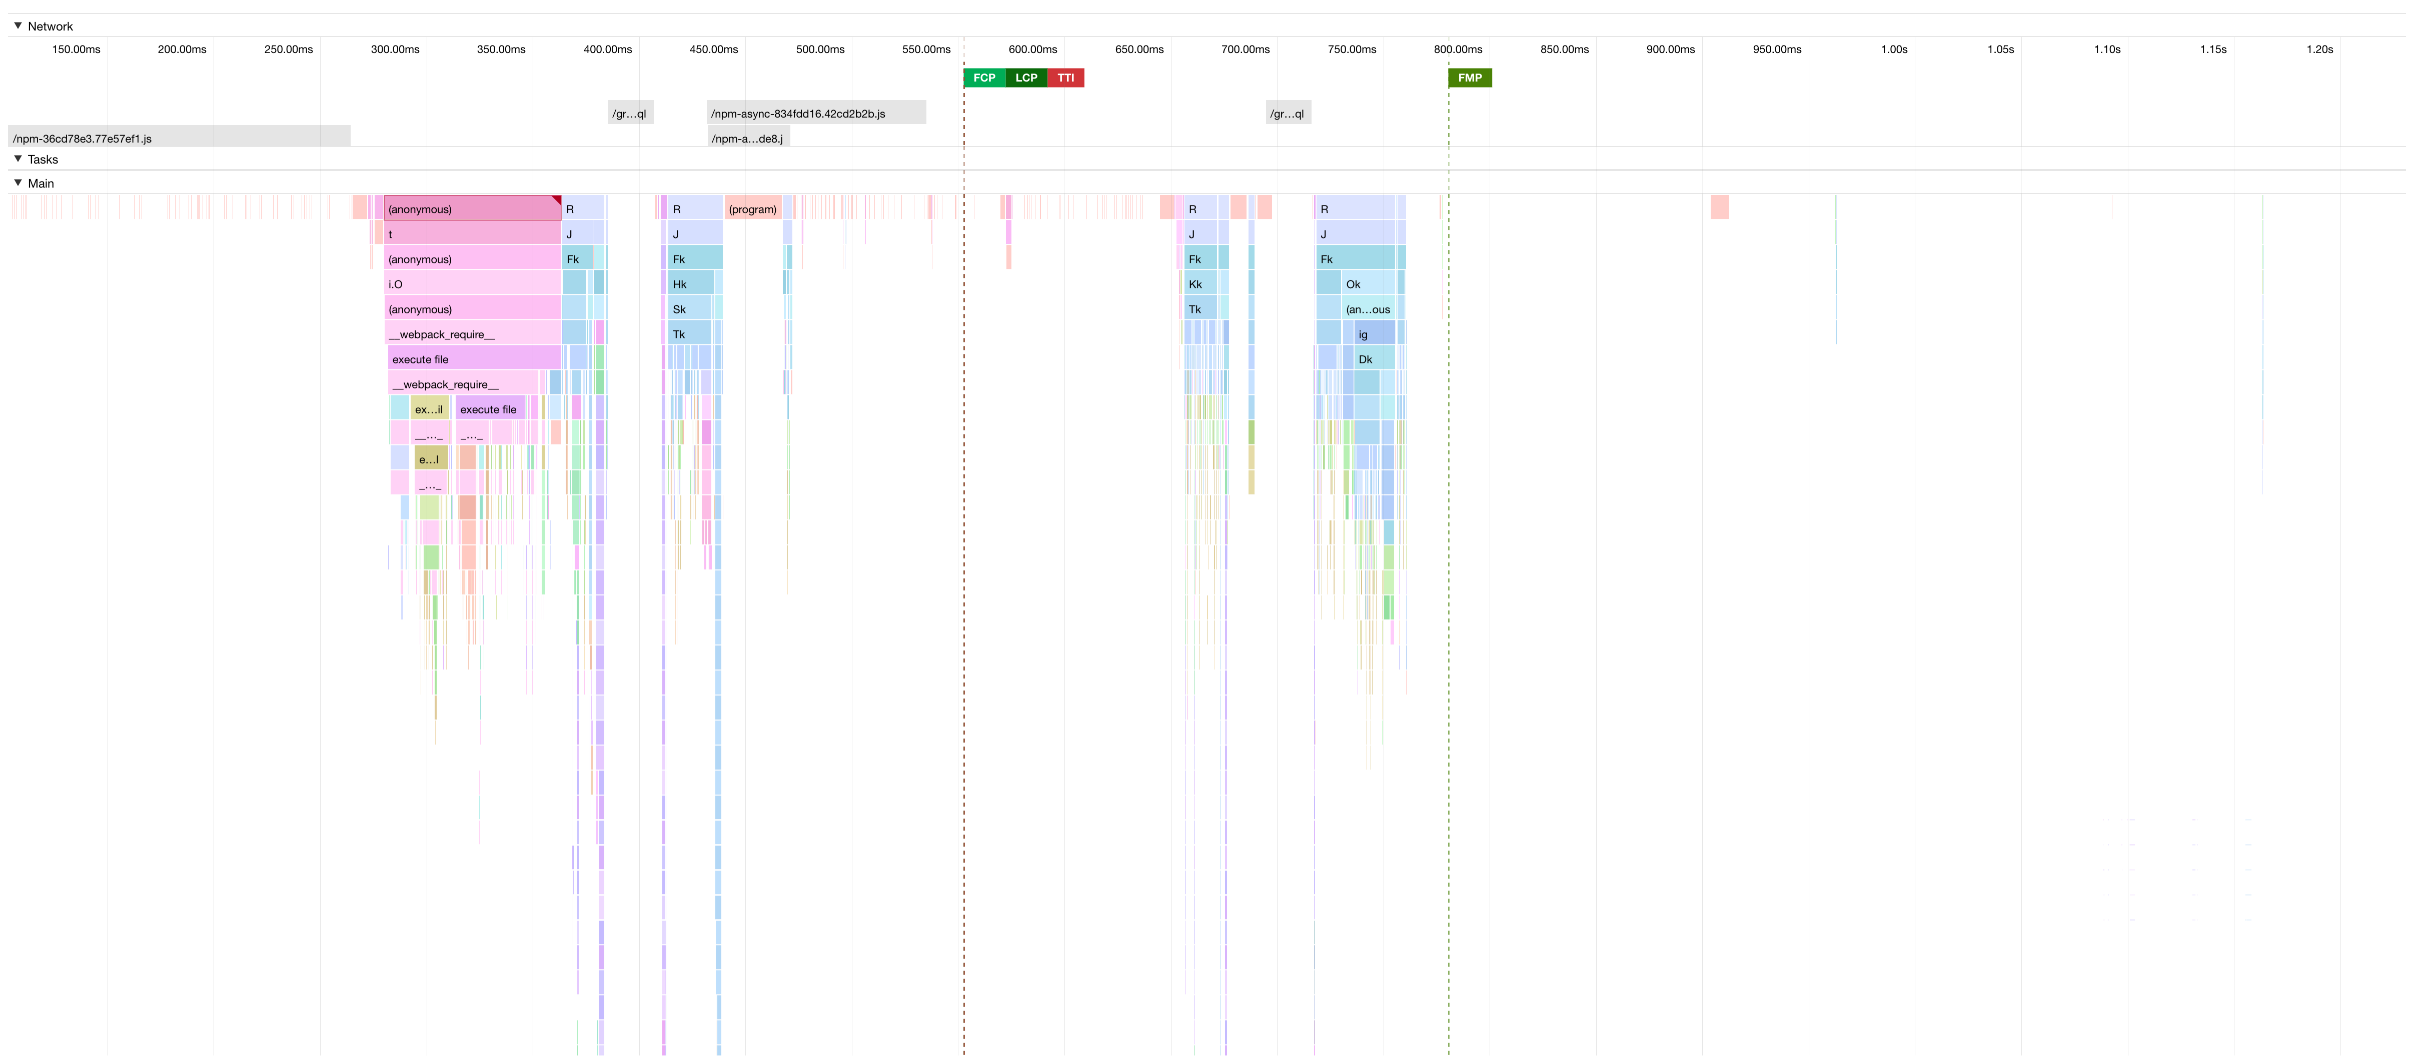 Network
150.00ms 200.00ms 250.00ms 300.00ms 350.00ms 400.00ms 450.00ms 500.00ms 550.00ms 600.00ms 650.00ms 700.00ms 750.00ms 800.00ms 850.00ms 900.00ms 950.00ms 1.00s 1.05s 1.10s 1.15s 1.20s
FCP LCP TTI FMP
/gr...ql /npm-async-834fdd16.42cd2b2b.js /gr...ql
/npm-36cd78e3.77e57ef1.js /npm-a...de8.j
Tasks
Main
(anonymous) R R (program) R R
t J J J J
(anonymous) Fk Fk Fk Fk
i.O Hk Kk Ok
(anonymous) Sk Tk (an...ous
__webpack_require__ Tk ig
execute file Dk
__webpack_require__
ex...il execute file
__..._ _..._
e...l
_..._